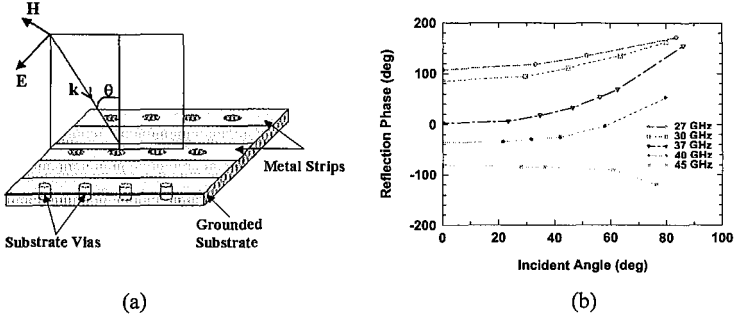 H
E
k
θ
Metal Strips
Substrate Vias
Grounded
Substrate
(a)
(b)
Reflection Phase (deg)
200
100
0
-100
-200
27 GHz
30 GHz
37 GHz
40 GHz
45 GHz
0 20 40 60 80 100
Incident Angle (deg)